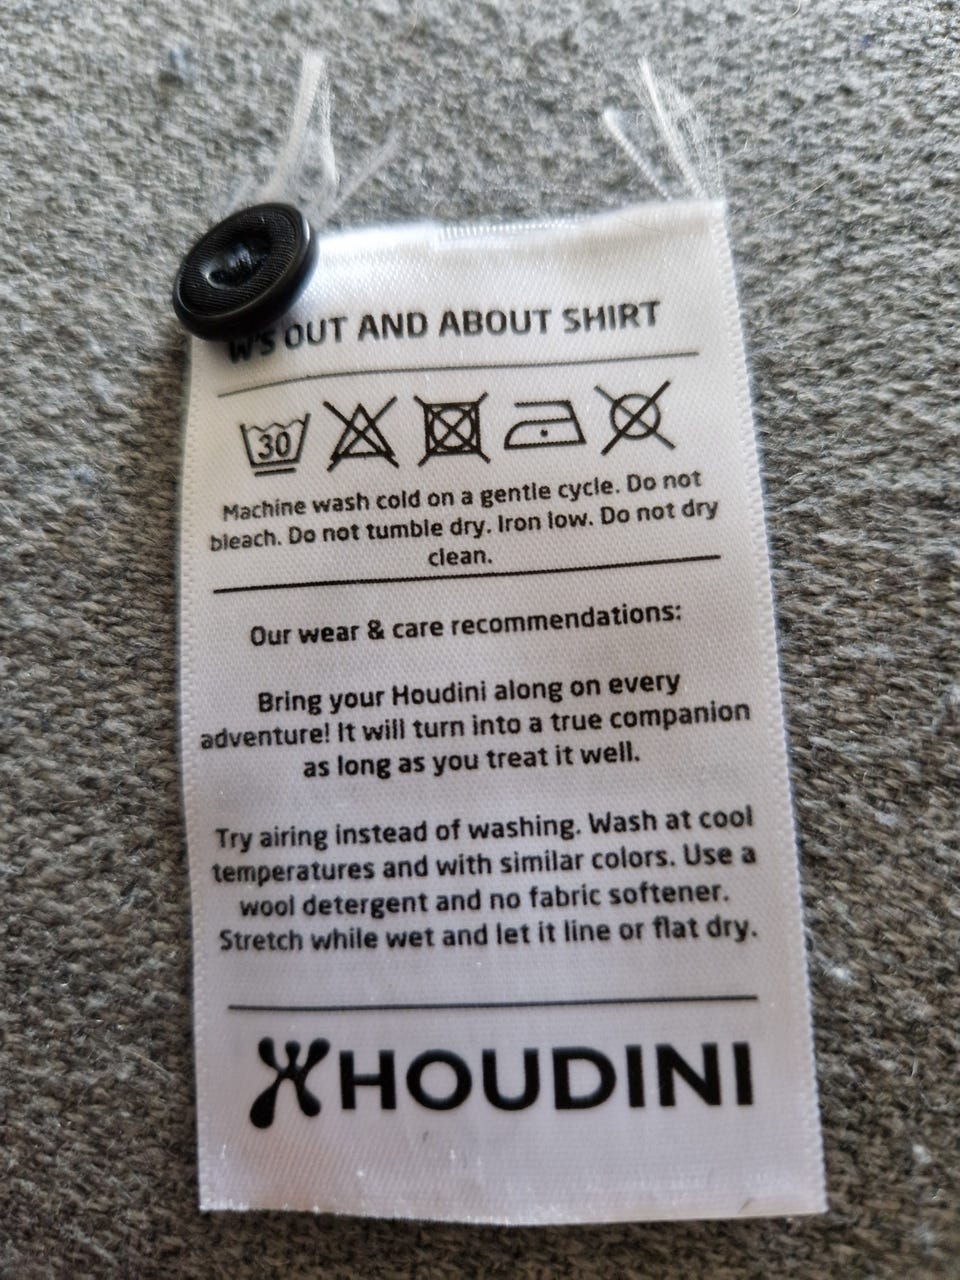 W'S OUT AND ABOUT SHIRT
30
Machine wash cold on a gentle cycle. Do not
bleach. Do not tumble dry. Iron low. Do not dry
clean.
Our wear & care recommendations:
Bring your Houdini along on every
adventure! It will turn into a true companion
as long as you treat it well.
Try airing instead of washing. Wash at cool
temperatures and with similar colors. Use a
wool detergent and no fabric softener.
Stretch while wet and let it line or flat dry.
HOUDINI